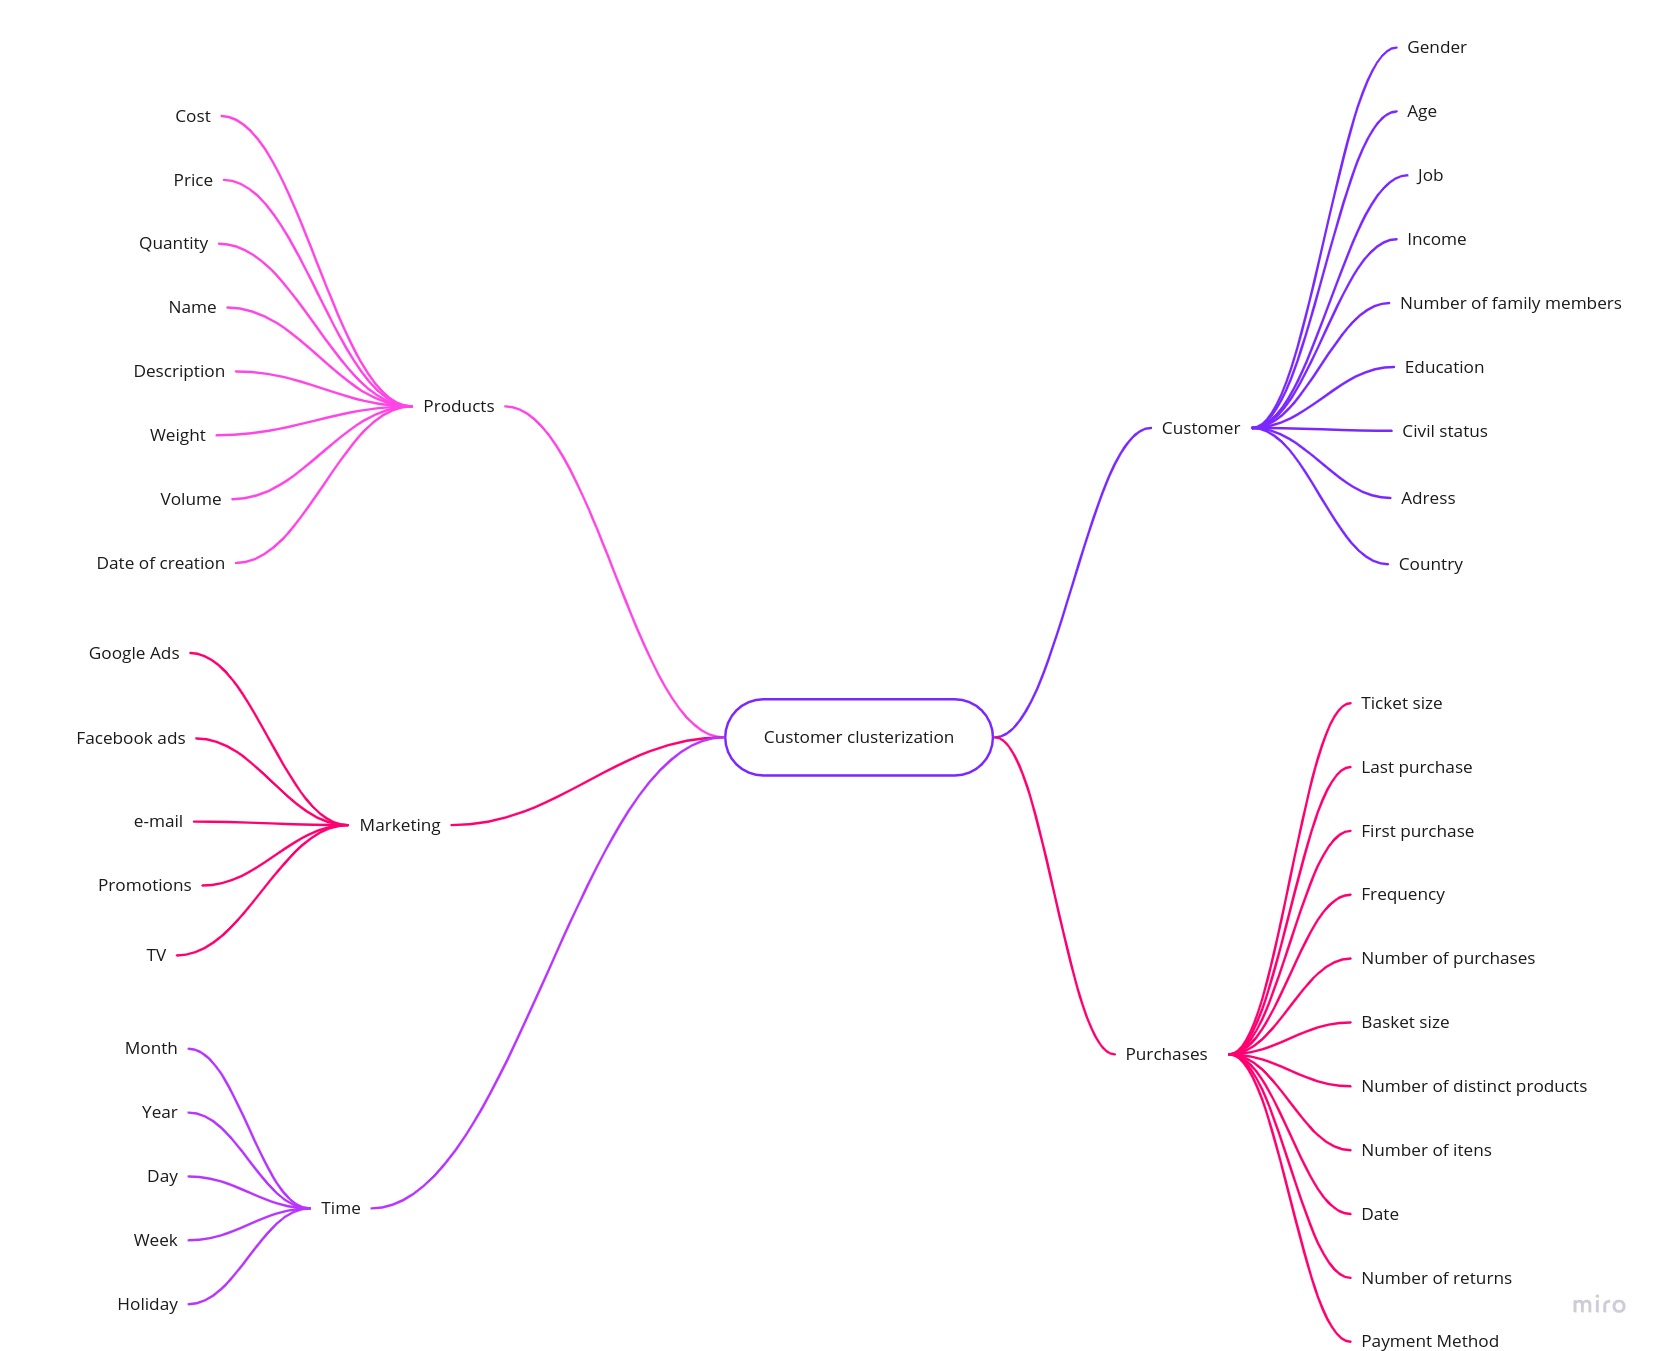 Customer clusterization
Products
Cost
Price
Quantity
Name
Description
Weight
Volume
Date of creation
Marketing
Google Ads
Facebook ads
e-mail
Promotions
TV
Time
Month
Year
Day
Week
Holiday
Customer
Gender
Age
Job
Income
Number of family members
Education
Civil status
Adress
Country
Purchases
Ticket size
Last purchase
First purchase
Frequency
Number of purchases
Basket size
Number of distinct products
Number of itens
Date
Number of returns
Payment Method
miro